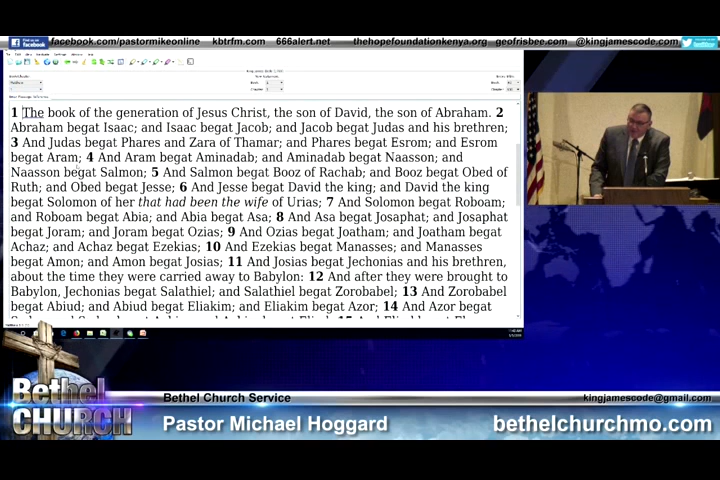 Find us on facebook
facebook.com/pastormikeonline kbtrfm.com 666alert.net thehopefoundationkenya.org geofrisbee.com @kingjamescode.com twitter
1 The book of the generation of Jesus Christ, the son of David, the son of Abraham. 2
Abraham begat Isaac; and Isaac begat Jacob; and Jacob begat Judas and his brethren;
3 And Judas begat Phares and Zara of Thamar; and Phares begat Esrom; and Esrom
begat Aram; 4 And Aram begat Aminadab; and Aminadab begat Naasson; and
Naasson begat Salmon; 5 And Salmon begat Booz of Rachab; and Booz begat Obed of
Ruth; and Obed begat Jesse; 6 And Jesse begat David the king; and David the king
begat Solomon of her that had been the wife of Urias; 7 And Solomon begat Roboam;
and Roboam begat Abia; and Abia begat Asa; 8 And Asa begat Josaphat; and Josaphat
begat Joram; and Joram begat Ozias; 9 And Ozias begat Joatham; and Joatham begat
Achaz; and Achaz begat Ezekias; 10 And Ezekias begat Manasses; and Manasses
begat Amon; and Amon begat Josias; 11 And Josias begat Jechonias and his brethren,
about the time they were carried away to Babylon: 12 And after they were brought to
Babylon, Jechonias begat Salathiel; and Salathiel begat Zorobabel; 13 And Zorobabel
begat Abiud; and Abiud begat Eliakim; and Eliakim begat Azor; 14 And Azor begat
Bethel
CHURCH
Bethel Church Service
kingjamescode@gmail.com
Pastor Michael Hoggard
bethelchurchmo.com